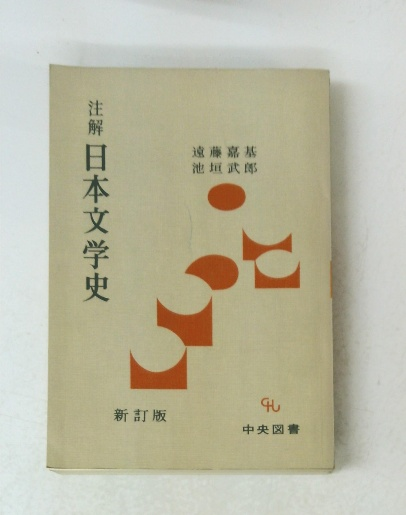 注解 日本文学史
遠藤嘉基
池垣武郎
新訂版
CHU
中央図書